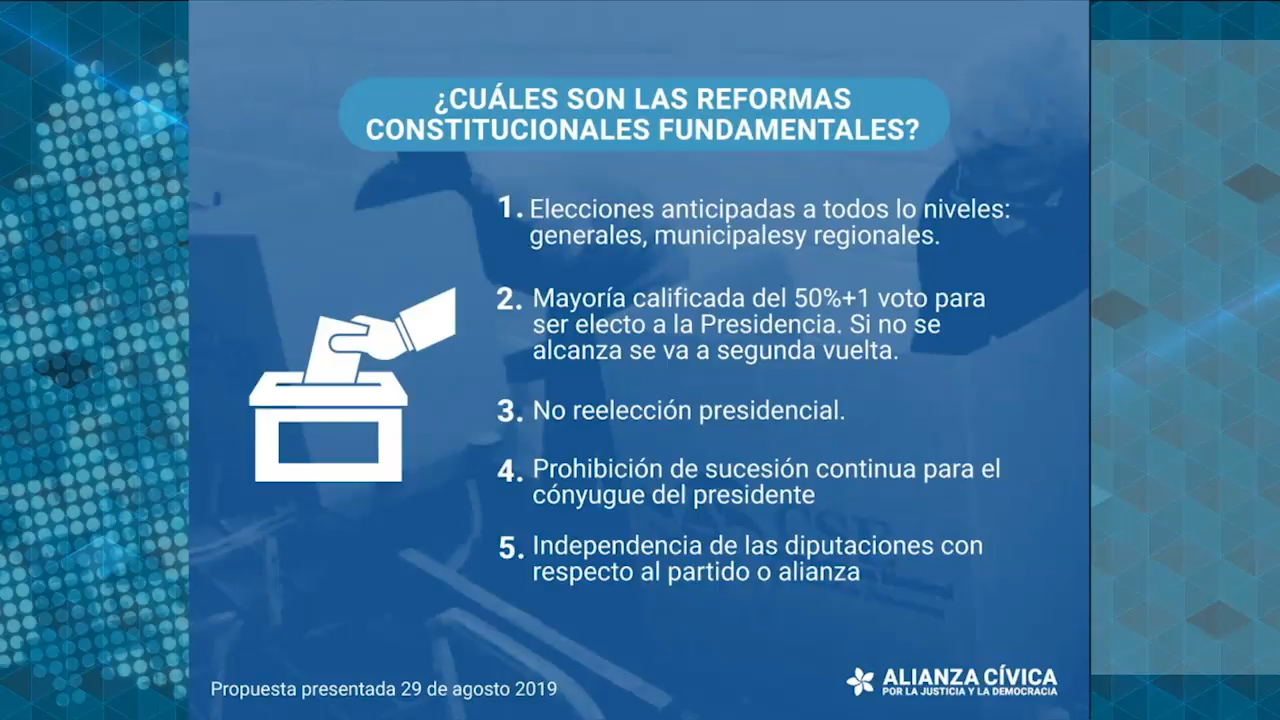 ¿CUÁLES SON LAS REFORMAS
CONSTITUCIONALES FUNDAMENTALES?
1. Elecciones anticipadas a todos lo niveles:
generales, municipalesy regionales.
2. Mayoría calificada del 50%+1 voto para
ser electo a la Presidencia. Si no se
alcanza se va a segunda vuelta.
3. No reelección presidencial.
4. Prohibición de sucesión continua para el
cónyugue del presidente
5. Independencia de las diputaciones con
respecto al partido o alianza
Propuesta presentada 29 de agosto 2019
ALIANZA CÍVICA
POR LA JUSTICIA Y LA DEMOCRACIA